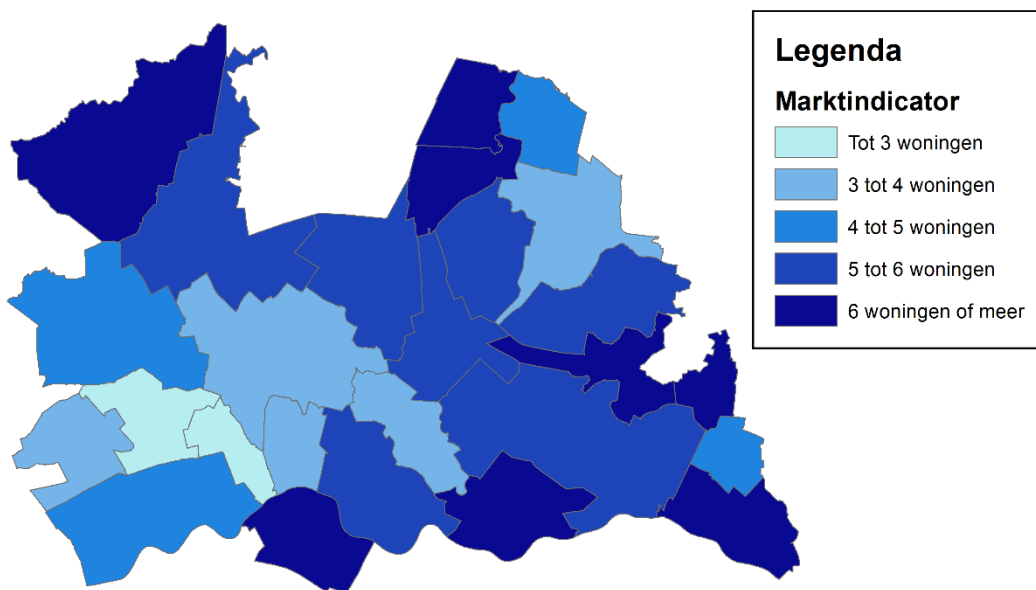 Legenda
Marktindicator
Tot 3 woningen
3 tot 4 woningen
4 tot 5 woningen
5 tot 6 woningen
6 woningen of meer